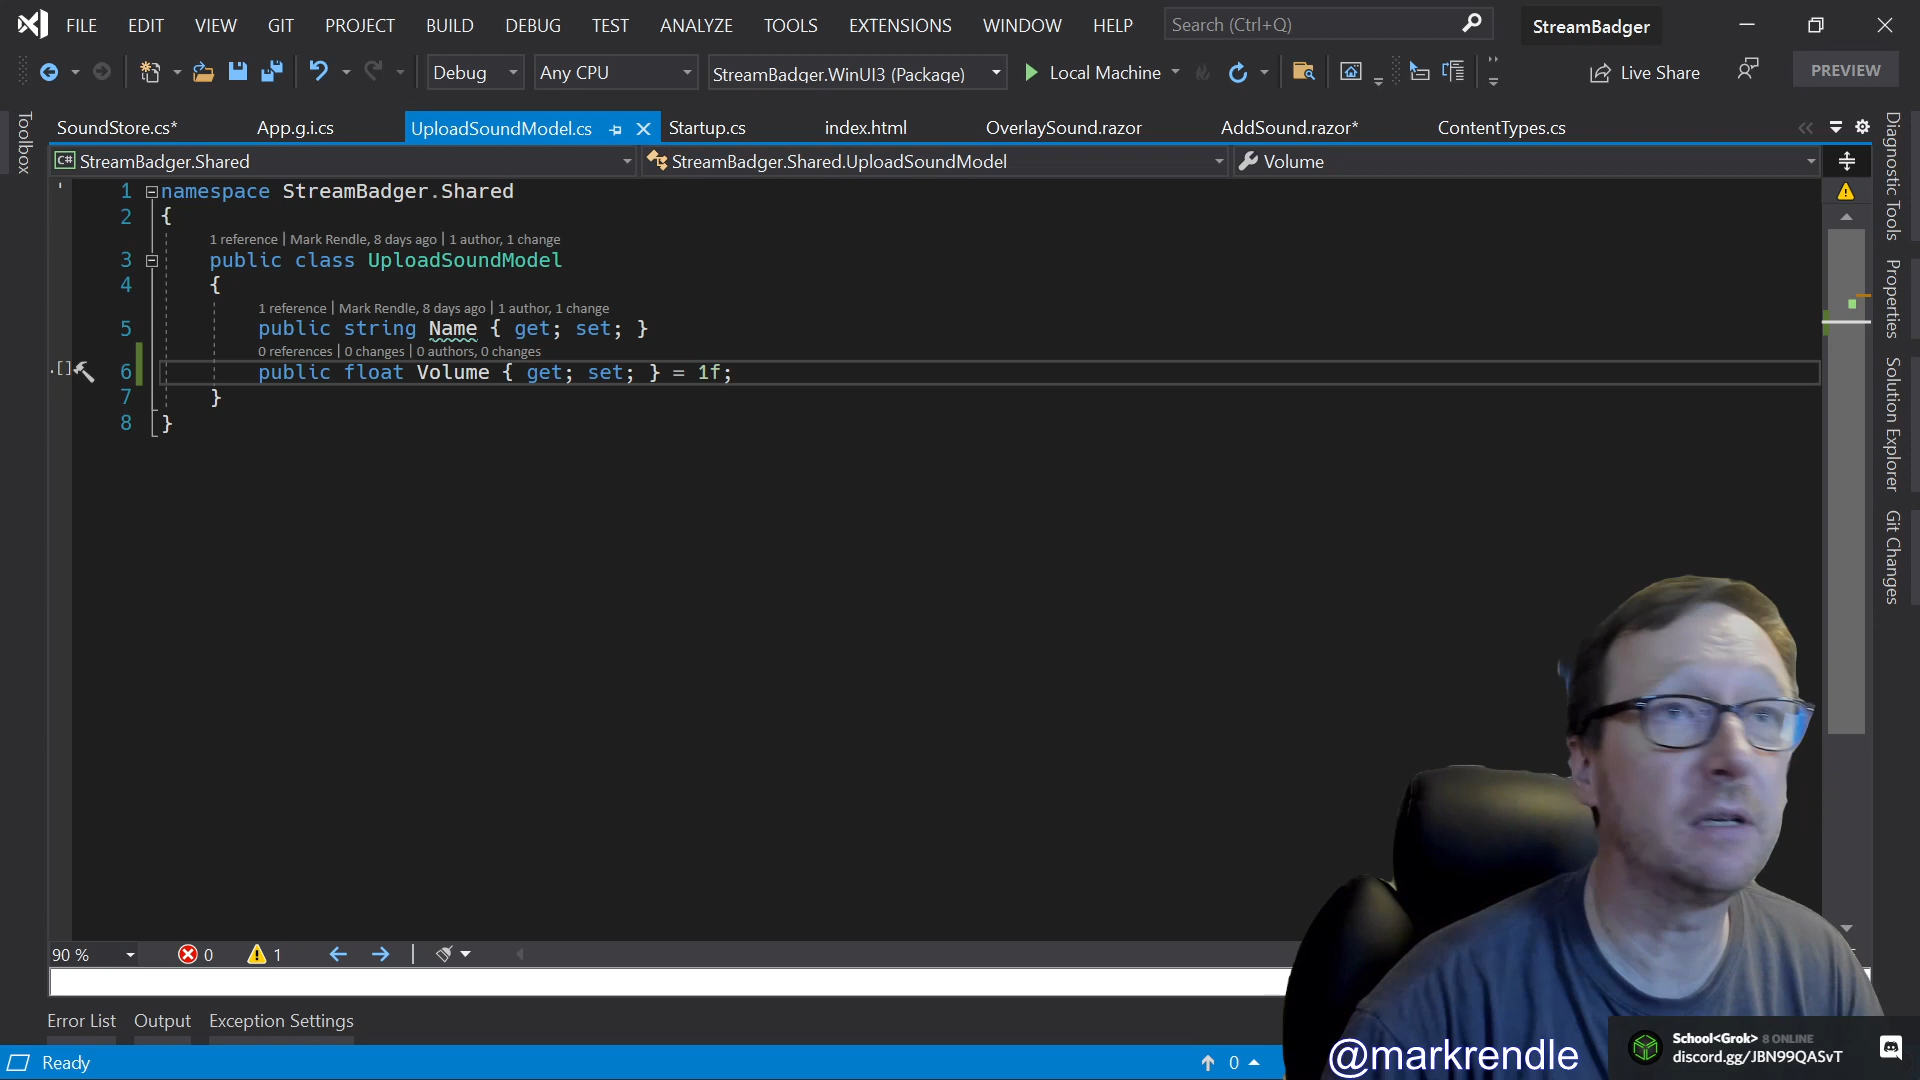 FILE EDIT VIEW GIT PROJECT BUILD DEBUG TEST ANALYZE TOOLS EXTENSIONS WINDOW HELP Search (Ctrl+Q) StreamBadger
Debug Any CPU StreamBadger.WinUI3 (Package) Local Machine Live Share PREVIEW
SoundStore.cs* App.g.i.cs UploadSoundModel.cs Startup.cs index.html OverlaySound.razor AddSound.razor* ContentTypes.cs
C# StreamBadger.Shared StreamBadger.Shared.UploadSoundModel Volume
Toolbox
Diagnostic Tools
Properties
Solution Explorer
Git Changes
1 namespace StreamBadger.Shared
2 {
1 reference | Mark Rendle, 8 days ago | 1 author, 1 change
3 public class UploadSoundModel
4 {
1 reference | Mark Rendle, 8 days ago | 1 author, 1 change
5 public string Name { get; set; }
0 references | 0 changes | 0 authors, 0 changes
6 public float Volume { get; set; } = 1f;
7 }
8 }
90 % 0 1
Error List Output Exception Settings
Ready 0
@markrendle
School<Grok> 8 ONLINE
discord.gg/JBN99QASvT